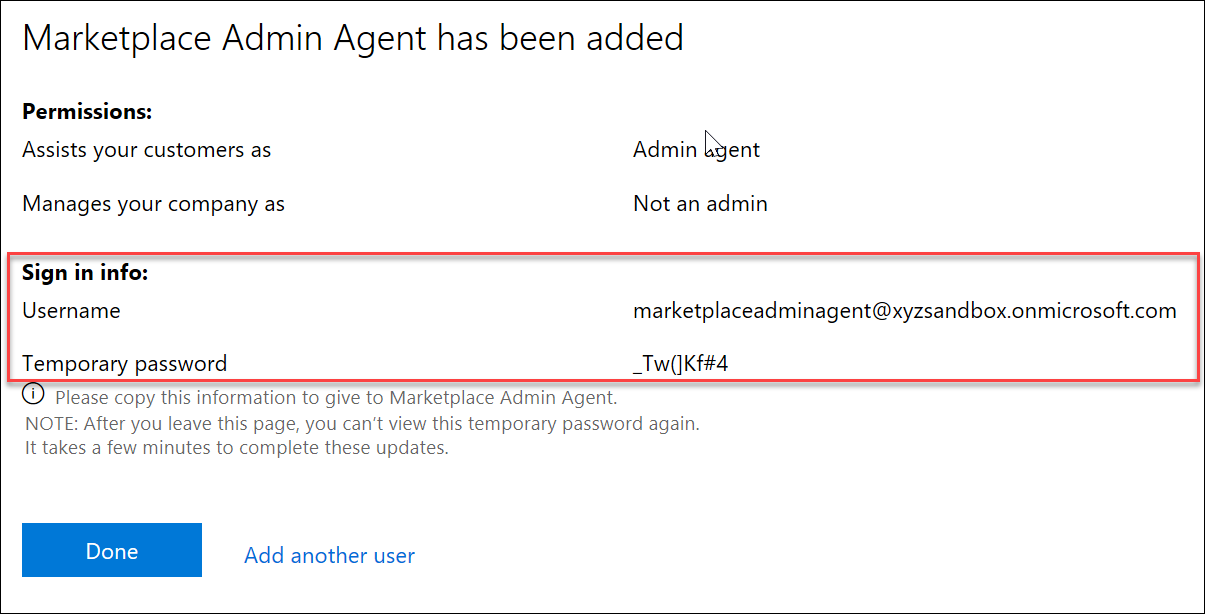 Marketplace Admin Agent has been added
Permissions:
Assists your customers as Admin agent
Manages your company as Not an admin
Sign in info:
Username marketplaceadminagent@xyzsandbox.onmicrosoft.com
Temporary password _Tw(]Kf#4
Please copy this information to give to Marketplace Admin Agent.
NOTE: After you leave this page, you can’t view this temporary password again.
It takes a few minutes to complete these updates.
Done Add another user